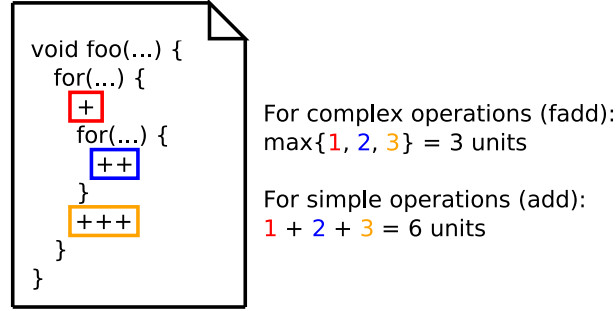 void foo(...) {
for(...) {
+
for(...) {
++
}
+++
}
}
For complex operations (fadd):
max{1, 2, 3} = 3 units
For simple operations (add):
1 + 2 + 3 = 6 units